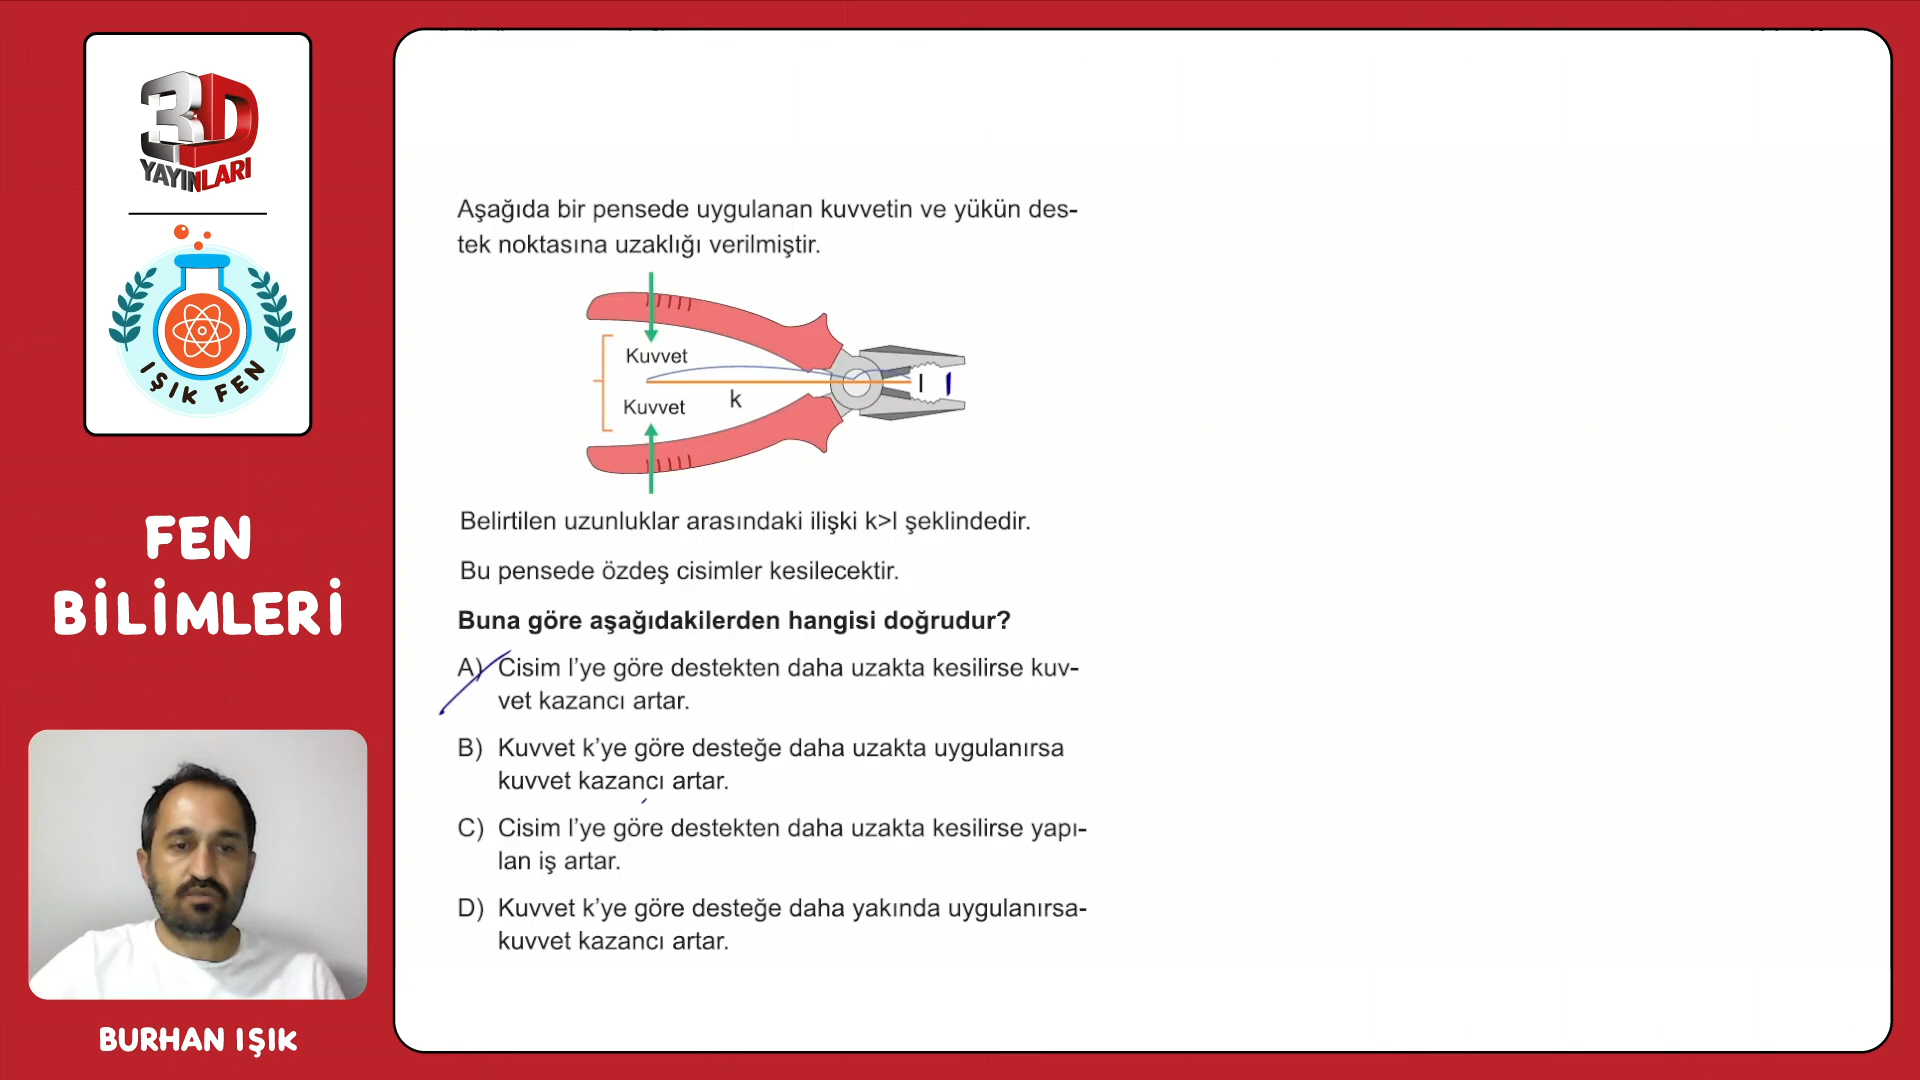 3D
YAYINLARI
IŞIK FEN
FEN
BİLİMLERİ
BURHAN IŞIK
Aşağıda bir pensede uygulanan kuvvetin ve yükün des-
tek noktasına uzaklığı verilmiştir.
Kuvvet
Kuvvet
k
l
Belirtilen uzunluklar arasındaki ilişki k>l şeklindedir.
Bu pensede özdeş cisimler kesilecektir.
Buna göre aşağıdakilerden hangisi doğrudur?
A) Cisim l’ye göre destekten daha uzakta kesilirse kuv-
vet kazancı artar.
B) Kuvvet k’ye göre desteğe daha uzakta uygulanırsa
kuvvet kazancı artar.
C) Cisim l’ye göre destekten daha uzakta kesilirse yapı-
lan iş artar.
D) Kuvvet k’ye göre desteğe daha yakında uygulanırsa-
kuvvet kazancı artar.